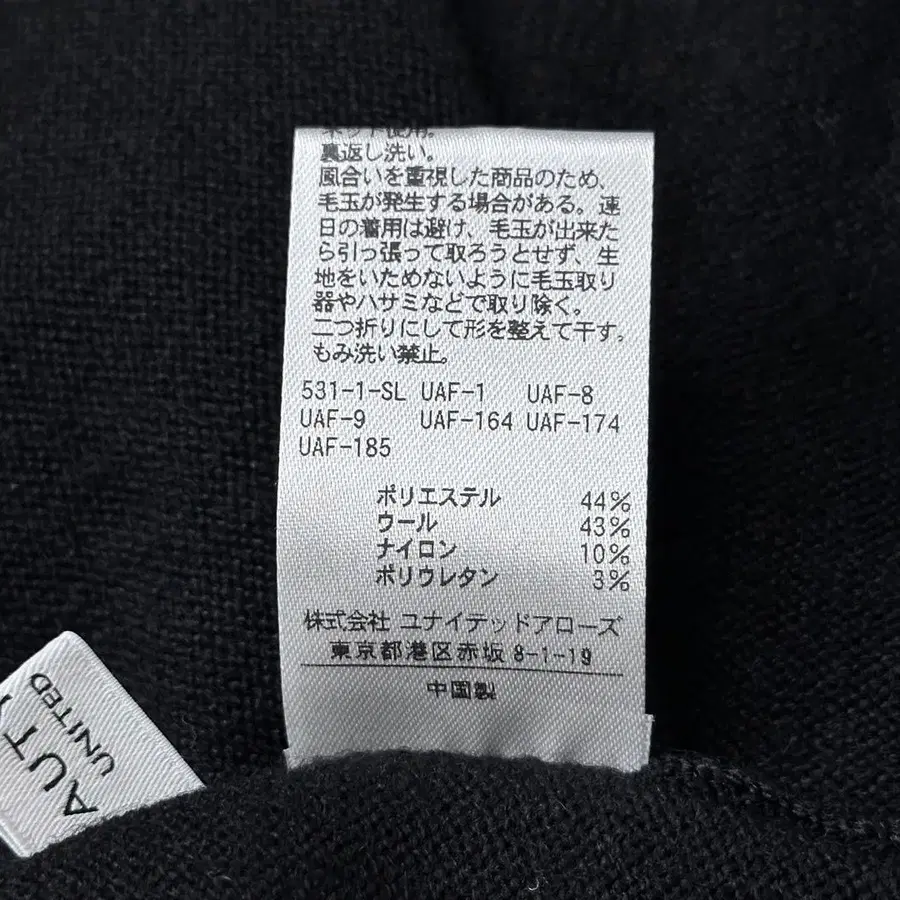 ネット使用。
裏返し洗い。
風合いを重視した商品のため、
毛玉が発生する場合がある。連
日の着用は避け、毛玉が出来た
ら引っ張って取ろうとせず、生
地をいためないように毛玉取り
器やハサミなどで取り除く。
二つ折りにして形を整えて干す。
もみ洗い禁止。
531-1-SL UAF-1 UAF-8
UAF-9 UAF-164 UAF-174
UAF-185
ポリエステル 44%
ウール 43%
ナイロン 10%
ポリウレタン 3%
株式会社 ユナイテッドアローズ
東京都港区赤坂 8-1-19
中国製
UNITED